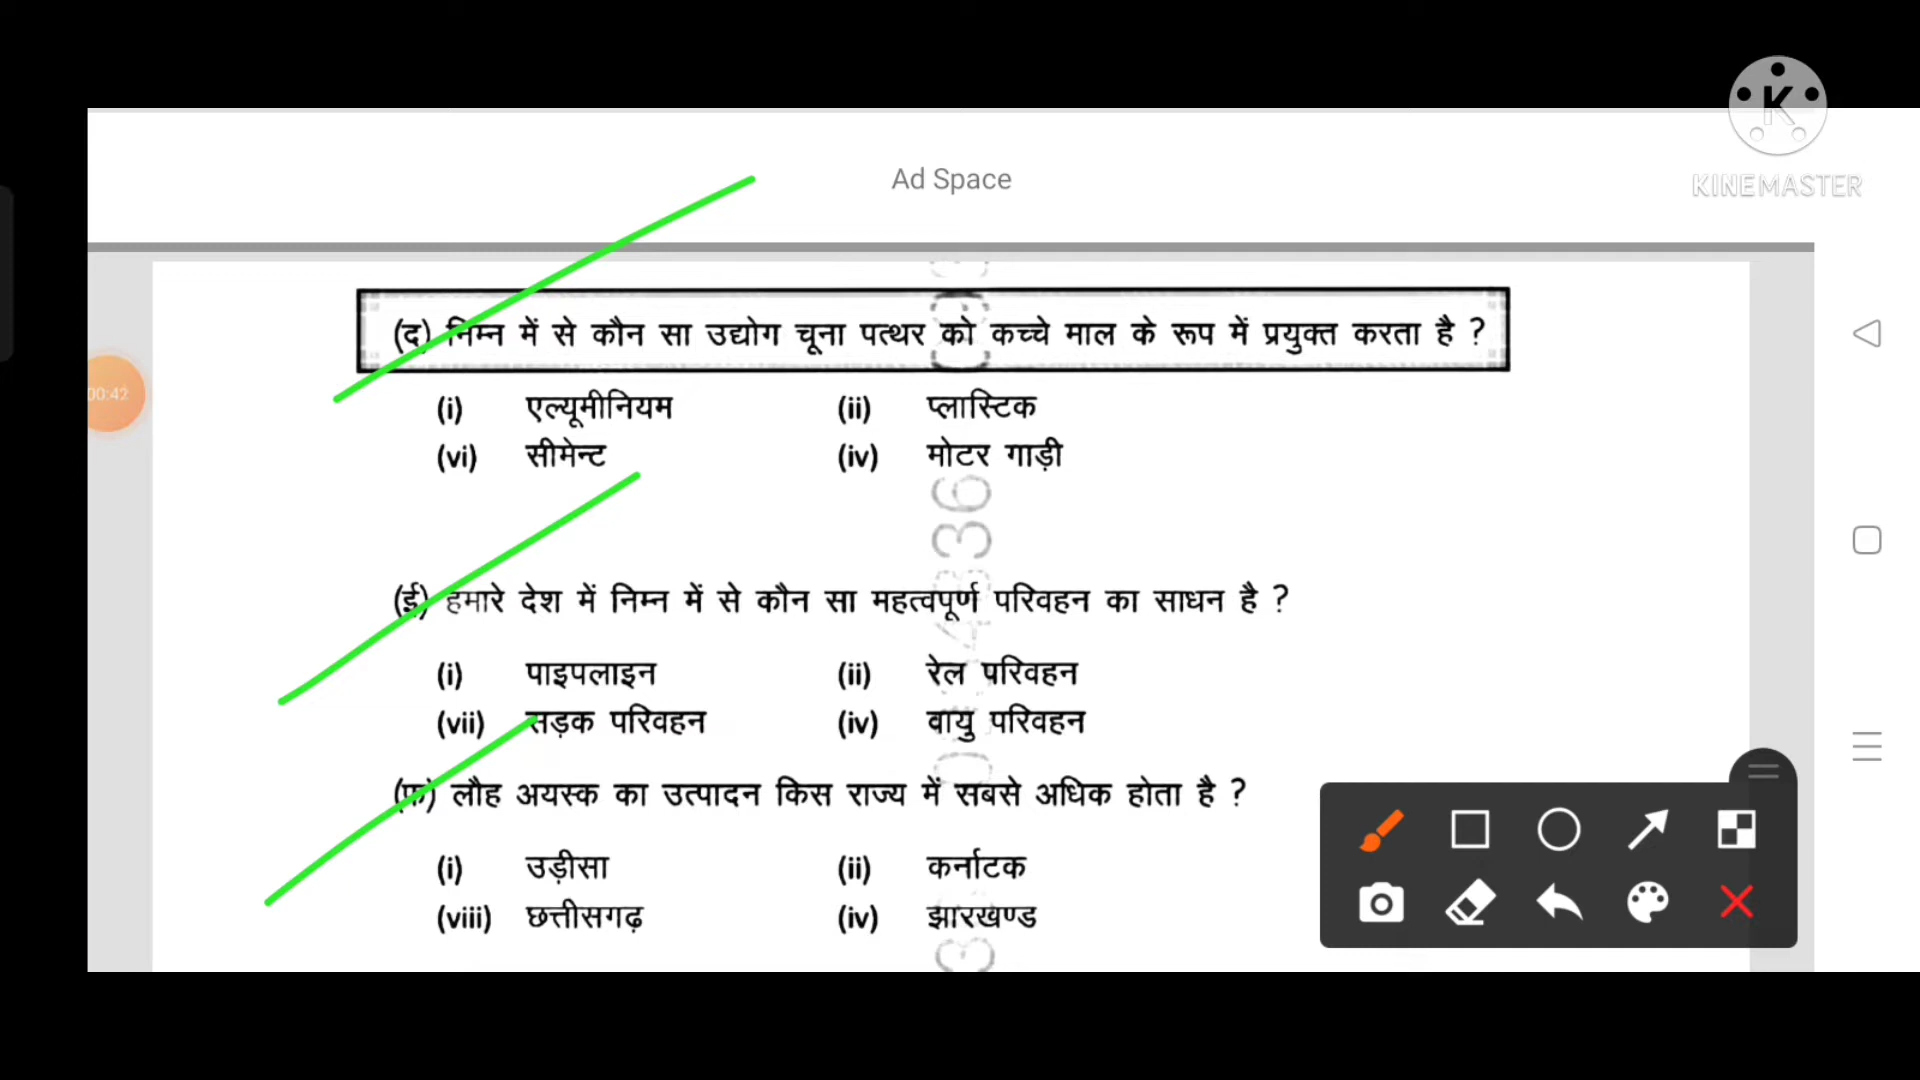 KINEMASTER
Ad Space
(द) निम्न में से कौन सा उद्योग चूना पत्थर को कच्चे माल के रूप में प्रयुक्त करता है ?
00:42
(i) एल्यूमीनियम (ii) प्लास्टिक
(vi) सीमेन्ट (iv) मोटर गाड़ी
(ई) हमारे देश में निम्न में से कौन सा महत्वपूर्ण परिवहन का साधन है ?
(i) पाइपलाइन (ii) रेल परिवहन
(vii) सड़क परिवहन (iv) वायु परिवहन
(फ) लौह अयस्क का उत्पादन किस राज्य में सबसे अधिक होता है ?
(i) उड़ीसा (ii) कर्नाटक
(viii) छत्तीसगढ़ (iv) झारखण्ड